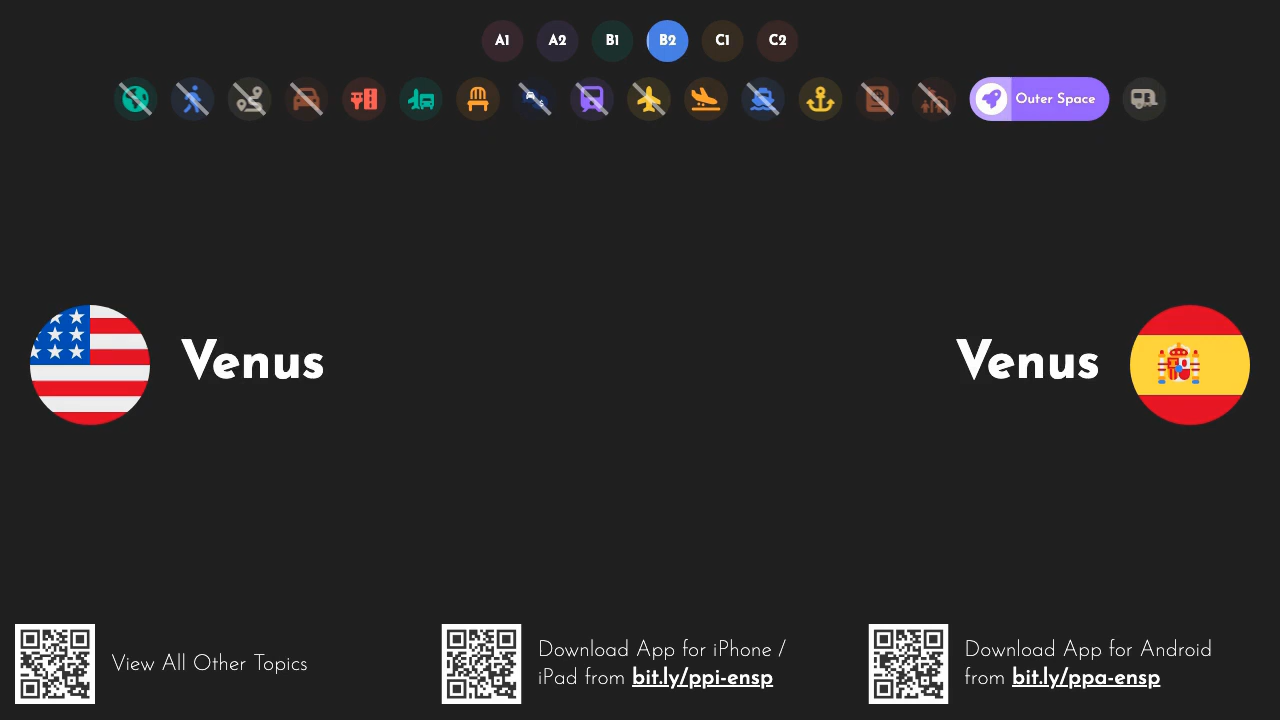 A1 A2 B1 B2 C1 C2
Outer Space
Venus
Venus
View All Other Topics
Download App for iPhone /
iPad from bit.ly/ppi-ensp
Download App for Android
from bit.ly/ppa-ensp